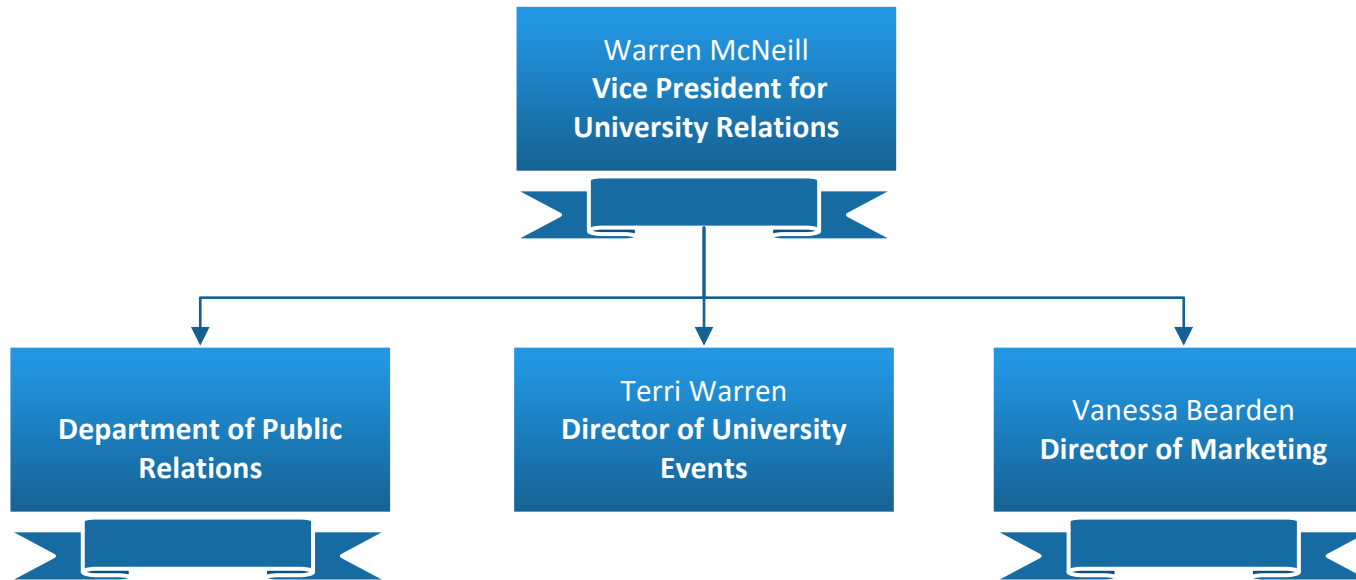 Warren McNeill
Vice President for
University Relations
Department of Public
Relations
Terri Warren
Director of University
Events
Vanessa Bearden
Director of Marketing